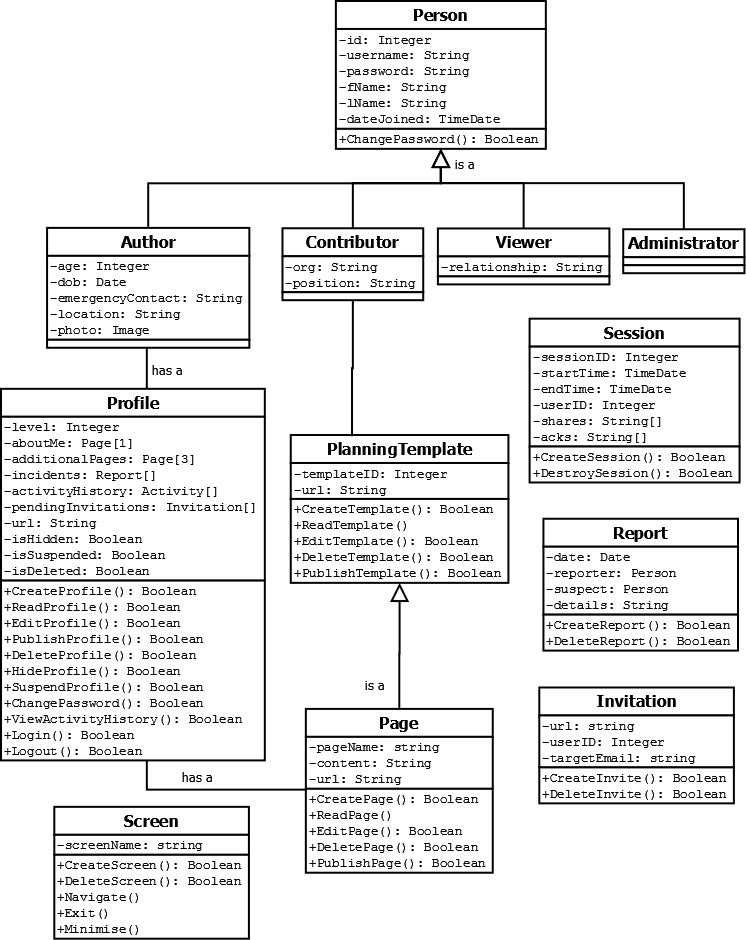 Person
-id: Integer
-username: String
-password: String
-fName: String
-lName: String
-dateJoined: TimeDate
+ChangePassword(): Boolean
is a
Author
-age: Integer
-dob: Date
-emergencyContact: String
-location: String
-photo: Image
Contributor
-org: String
-position: String
Viewer
-relationship: String
Administrator
has a
Profile
-level: Integer
-aboutMe: Page[1]
-additionalPages: Page[3]
-incidents: Report[]
-activityHistory: Activity[]
-pendingInvitations: Invitation[]
-url: String
-isHidden: Boolean
-isSuspended: Boolean
-isDeleted: Boolean
+CreateProfile(): Boolean
+ReadProfile(): Boolean
+EditProfile(): Boolean
+PublishProfile(): Boolean
+DeleteProfile(): Boolean
+HideProfile(): Boolean
+SuspendProfile(): Boolean
+ChangePassword(): Boolean
+ViewActivityHistory(): Boolean
+Login(): Boolean
+Logout(): Boolean
PlanningTemplate
-templateID: Integer
-url: String
+CreateTemplate(): Boolean
+ReadTemplate()
+EditTemplate(): Boolean
+DeleteTemplate(): Boolean
+PublishTemplate(): Boolean
Session
-sessionID: Integer
-startTime: TimeDate
-endTime: TimeDate
-userID: Integer
-shares: String[]
-acks: String[]
+CreateSession(): Boolean
+DestroySession(): Boolean
Report
-date: Date
-reporter: Person
-suspect: Person
-details: String
+CreateReport(): Boolean
+DeleteReport(): Boolean
is a
Page
-pageName: string
-content: String
-url: String
+CreatePage(): Boolean
+ReadPage()
+EditPage(): Boolean
+DeletePage(): Boolean
+PublishPage(): Boolean
Invitation
-url: string
-userID: Integer
-targetEmail: string
+CreateInvite(): Boolean
+DeleteInvite(): Boolean
has a
Screen
-screenName: string
+CreateScreen(): Boolean
+DeleteScreen(): Boolean
+Navigate()
+Exit()
+Minimise()